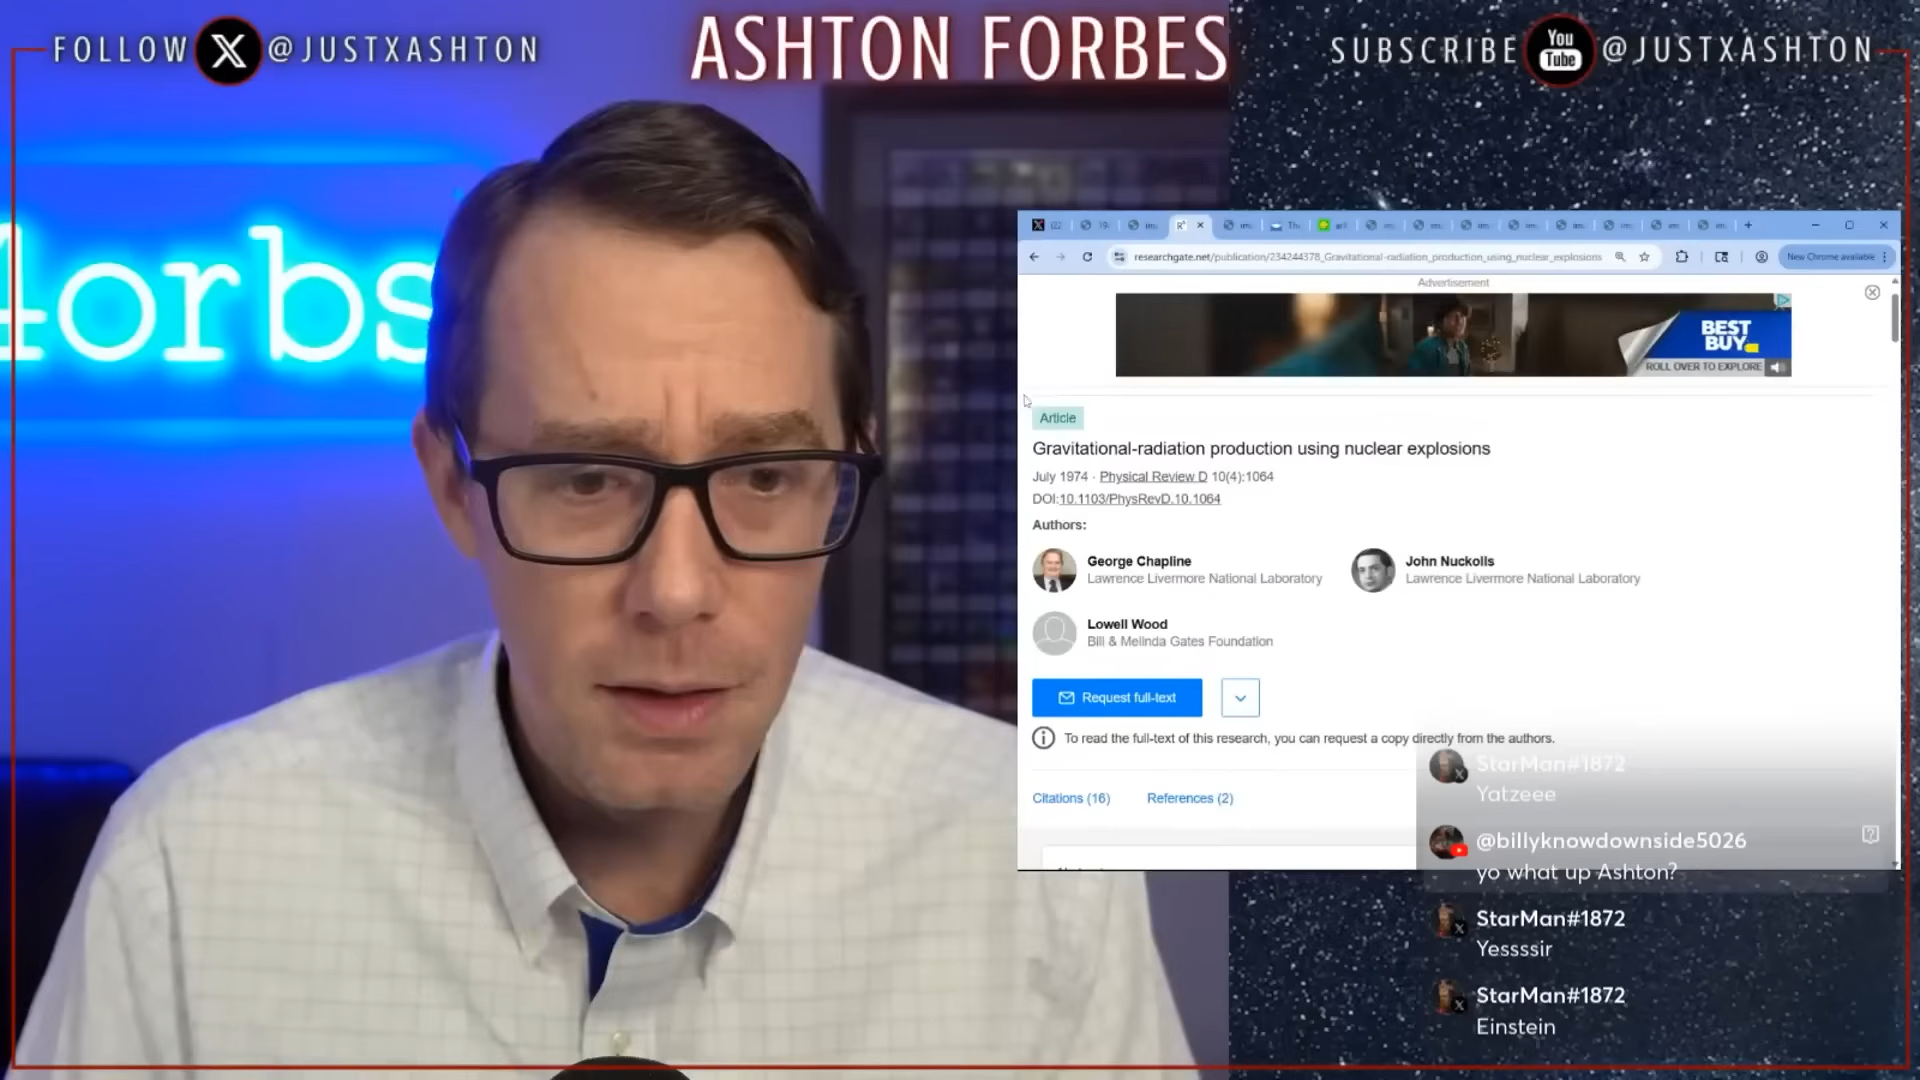 FOLLOW X @JUSTXASHTON
ASHTON FORBES
SUBSCRIBE You Tube @JUSTXASHTON
4orbs
researchgate.net/publication/234244378_Gravitational-radiation_production_using_nuclear_explosions
New Chrome available
Advertisement
BEST
BUY
ROLL OVER TO EXPLORE
Article
Gravitational-radiation production using nuclear explosions
July 1974 · Physical Review D 10(4):1064
DOI:10.1103/PhysRevD.10.1064
Authors:
George Chapline
Lawrence Livermore National Laboratory
John Nuckolls
Lawrence Livermore National Laboratory
Lowell Wood
Bill & Melinda Gates Foundation
Request full-text
To read the full-text of this research, you can request a copy directly from the authors.
Citations (16)
References (2)
StarMan#1872
Yatzeee
@billyknowdownside5026
yo what up Ashton?
StarMan#1872
Yessssir
StarMan#1872
Einstein